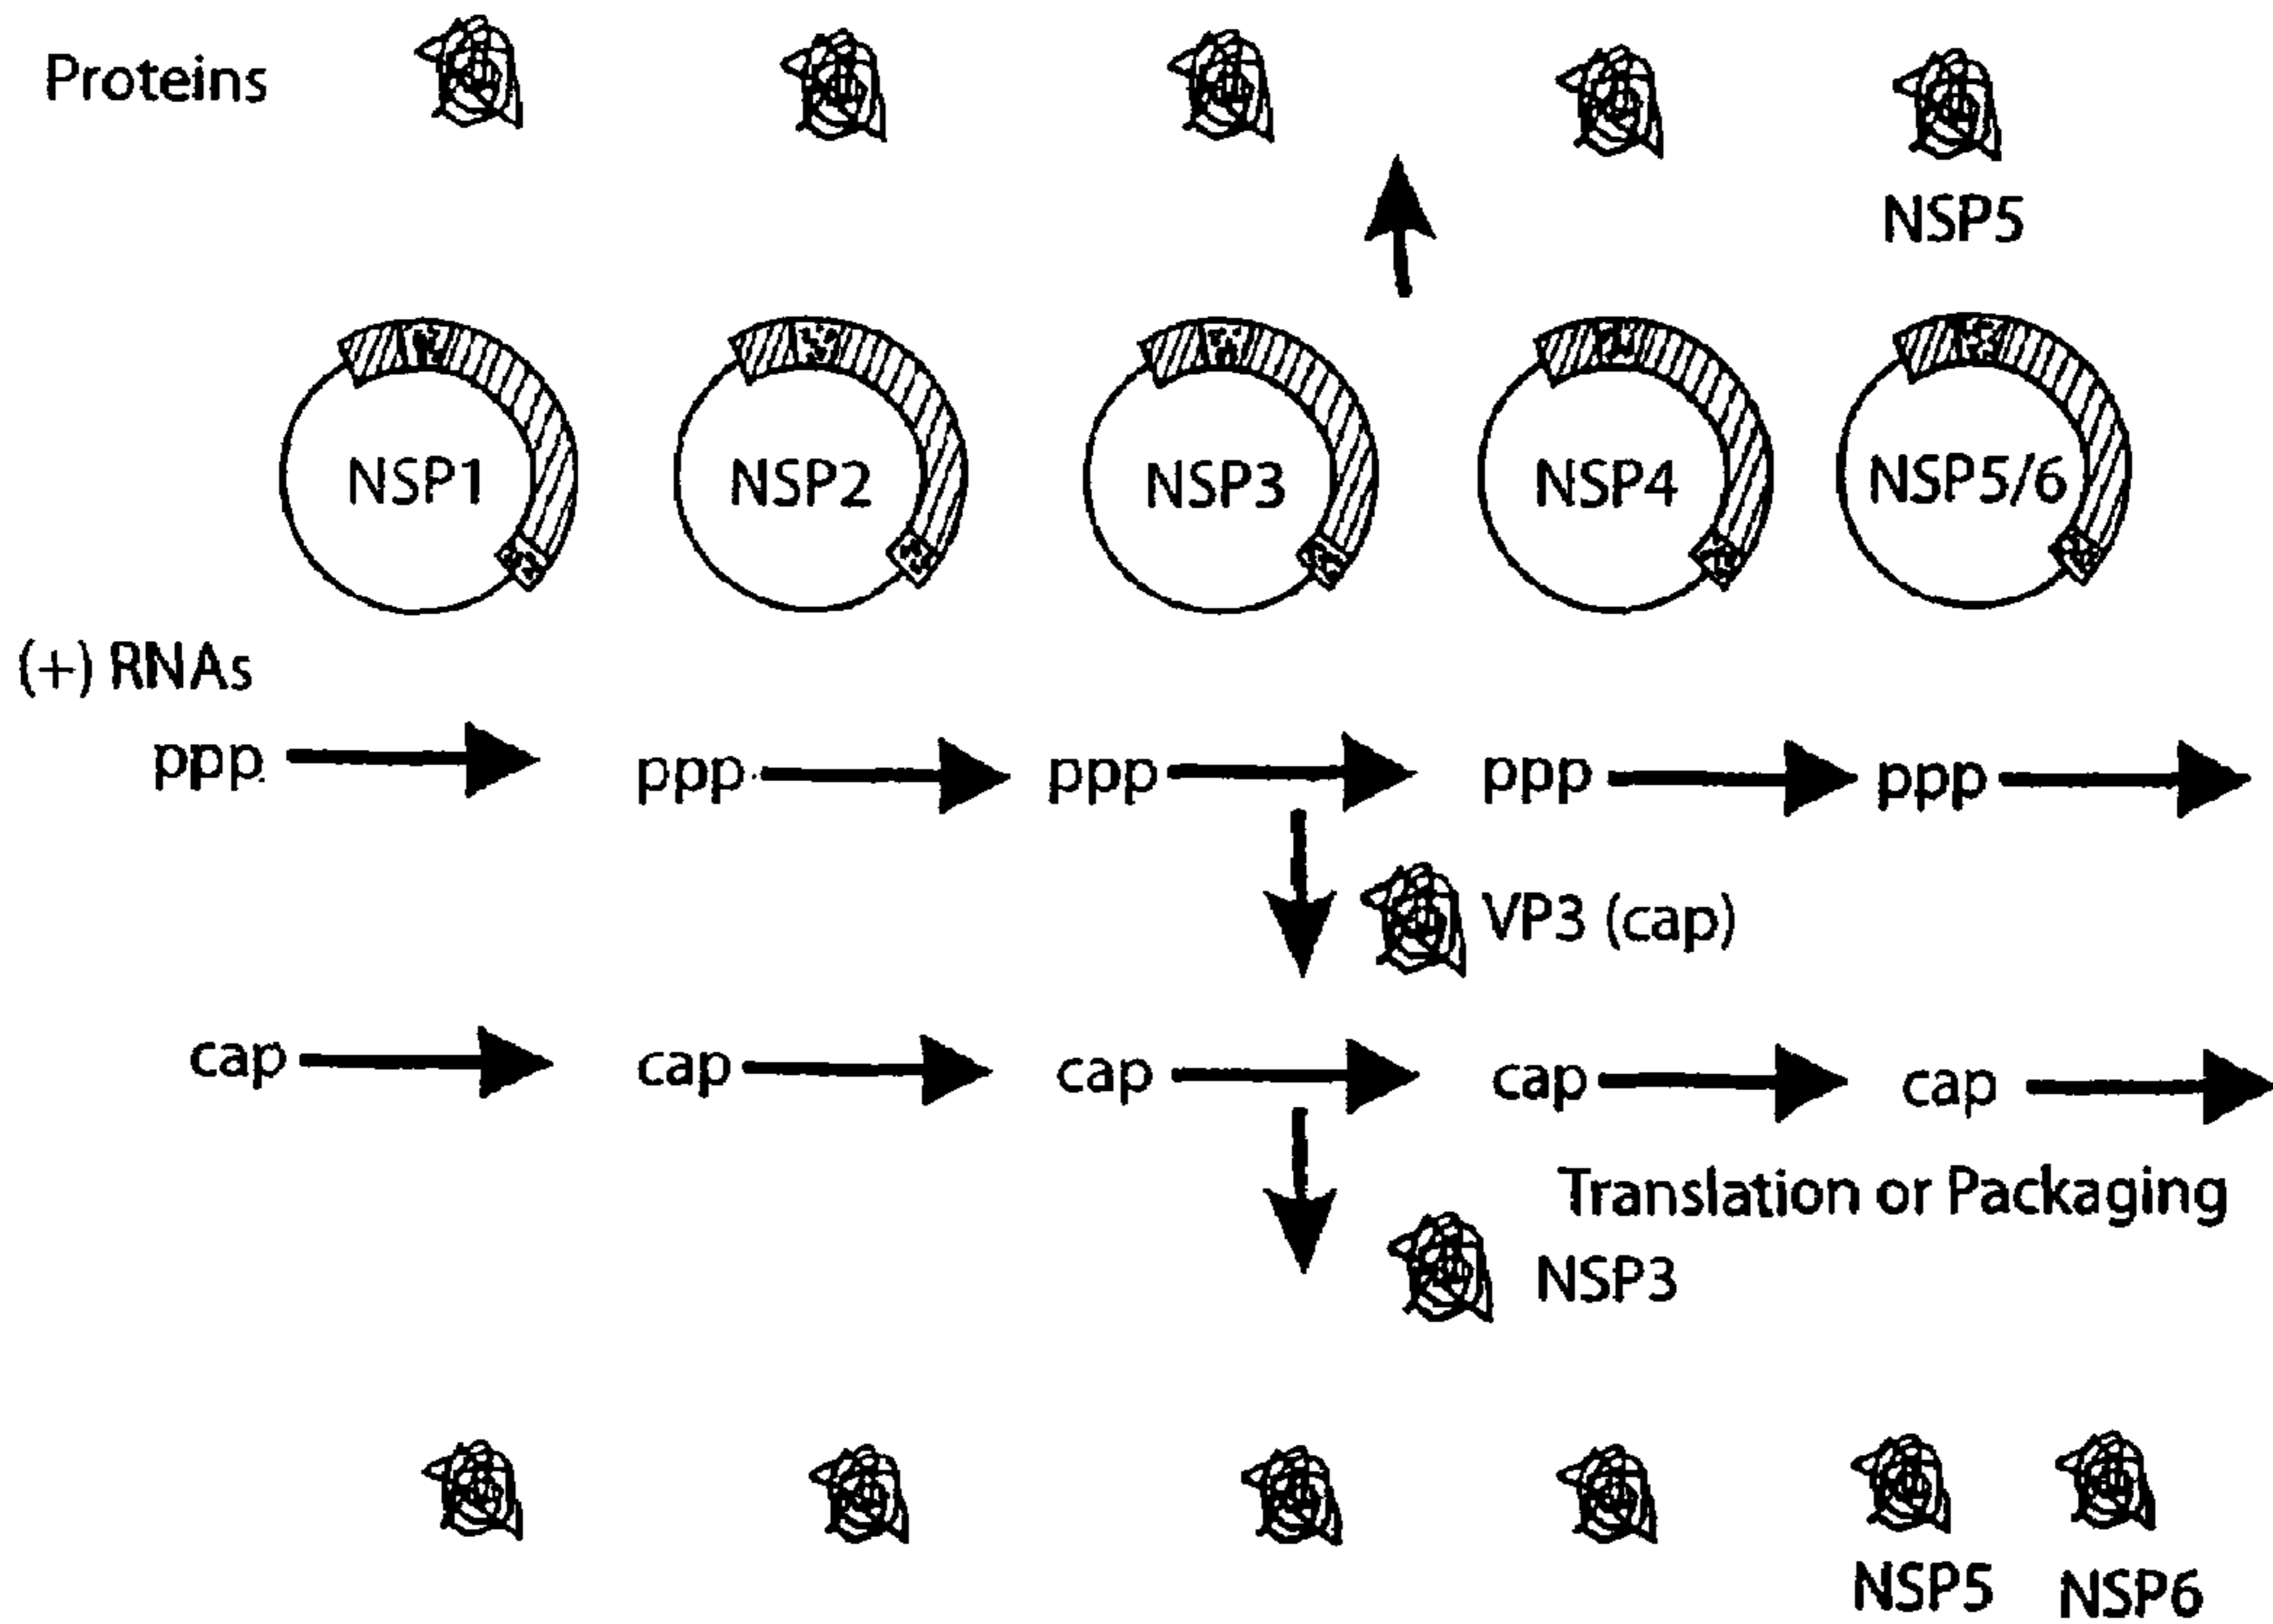 Proteins
NSP5
NSP1 NSP2 NSP3 NSP4 NSP5/6
(+) RNAs
ppp ppp ppp ppp ppp
VP3 (cap)
cap cap cap cap cap
Translation or Packaging
NSP3
NSP5 NSP6